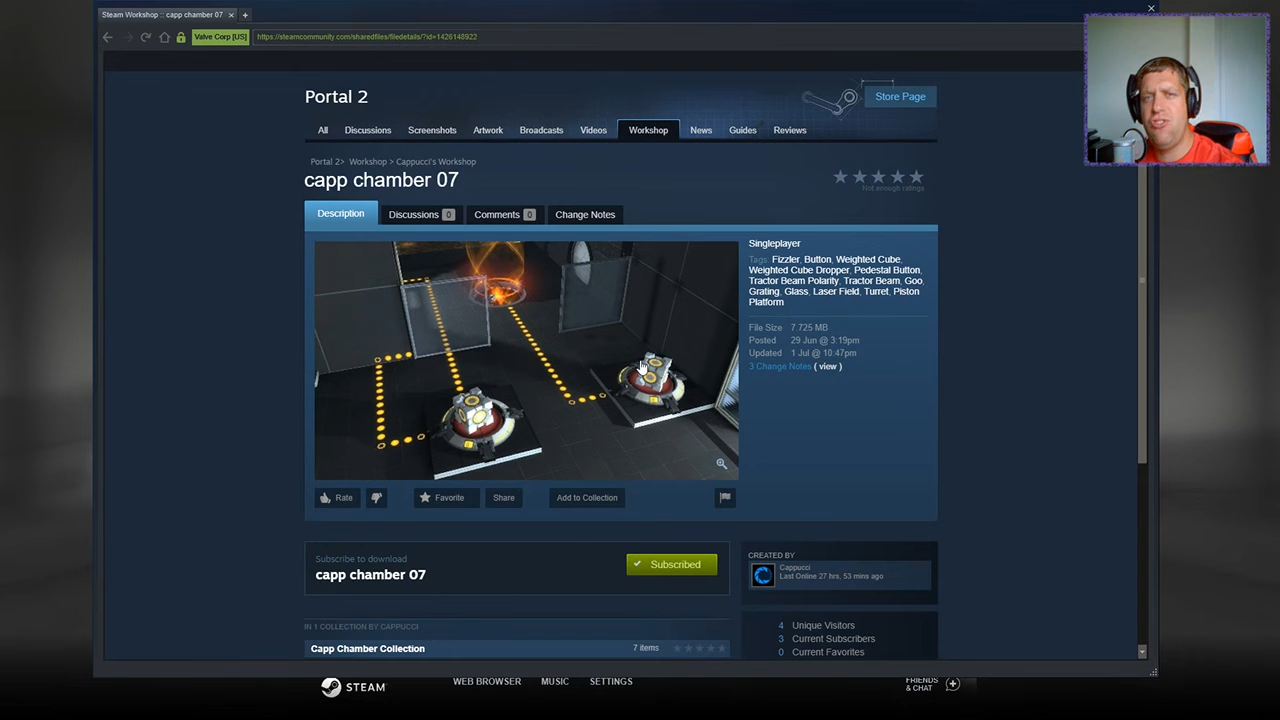 Steam Workshop :: capp chamber 07
Valve Corp [US]
https://steamcommunity.com/sharedfiles/filedetails/?id=1426148922
Portal 2
Store Page
All Discussions Screenshots Artwork Broadcasts Videos Workshop News Guides Reviews
Portal 2> Workshop > Cappucci's Workshop
capp chamber 07
Not enough ratings
Description Discussions 0 Comments 0 Change Notes
Singleplayer
Tags: Fizzler, Button, Weighted Cube,
Weighted Cube Dropper, Pedestal Button,
Tractor Beam Polarity, Tractor Beam, Goo,
Grating, Glass, Laser Field, Turret, Piston
Platform
File Size 7.725 MB
Posted 29 Jun @ 3:19pm
Updated 1 Jul @ 10:47pm
3 Change Notes ( view )
Rate Favorite Share Add to Collection
Subscribe to download
capp chamber 07
Subscribed
CREATED BY
Cappucci
Last Online 27 hrs, 53 mins ago
IN 1 COLLECTION BY CAPPUCCI
Capp Chamber Collection 7 items
4 Unique Visitors
3 Current Subscribers
0 Current Favorites
STEAM
WEB BROWSER MUSIC SETTINGS
FRIENDS
& CHAT